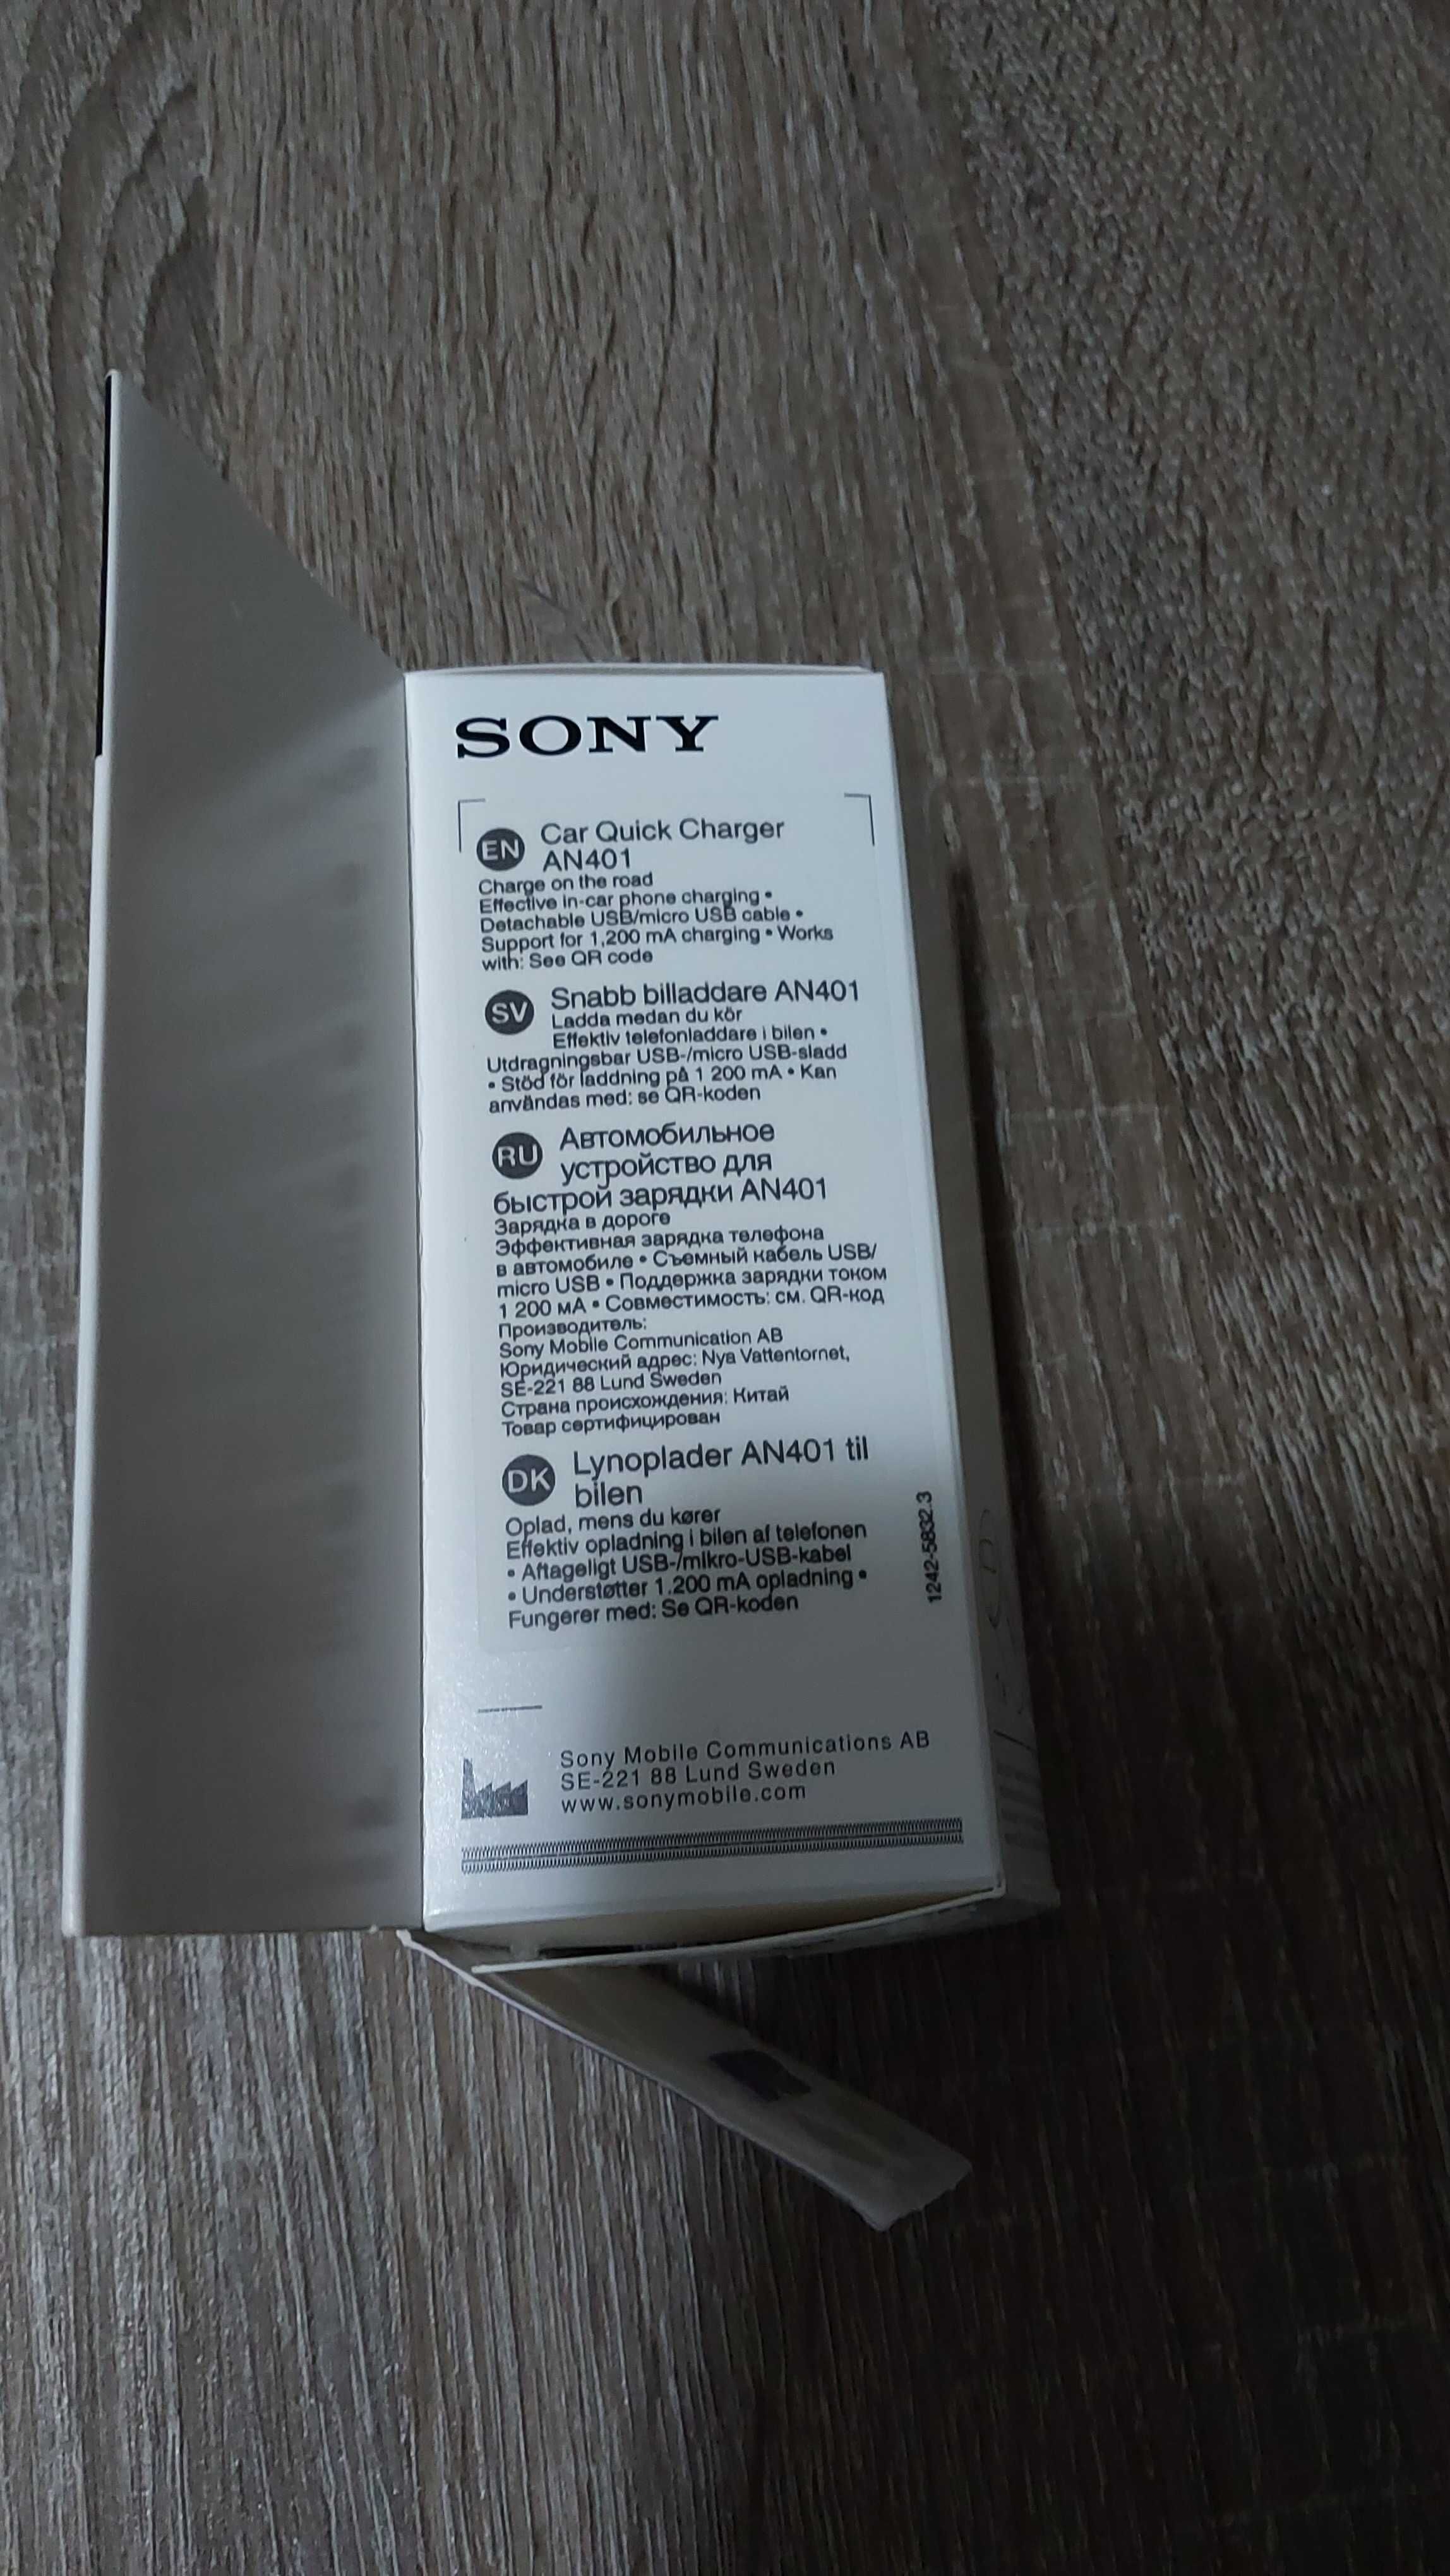 SONY
EN Car Quick Charger
AN401
Charge on the road
Effective in-car phone charging •
Detachable USB/micro USB cable •
Support for 1,200 mA charging • Works
with: See QR code
SV Snabb billaddare AN401
Ladda medan du kör
Effektiv telefonladdare i bilen •
Utdragningsbar USB-/micro USB-sladd
• Stöd för laddning på 1 200 mA • Kan
användas med: se QR-koden
RU Автомобильное
устройство для
быстрой зарядки AN401
Зарядка в дороге
Эффективная зарядка телефона
в автомобиле • Съемный кабель USB/
micro USB • Поддержка зарядки током
1 200 мА • Совместимость: см. QR-код
Производитель:
Sony Mobile Communication AB
Юридический адрес: Nya Vattentornet,
SE-221 88 Lund Sweden
Страна происхождения: Китай
Товар сертифицирован
DK Lynoplader AN401 til
bilen
Oplad, mens du kører
Effektiv opladning i bilen af telefonen
• Aftageligt USB-/mikro-USB-kabel
• Understøtter 1.200 mA opladning •
Fungerer med: Se QR-koden
1242-5832.3
Sony Mobile Communications AB
SE-221 88 Lund Sweden
www.sonymobile.com